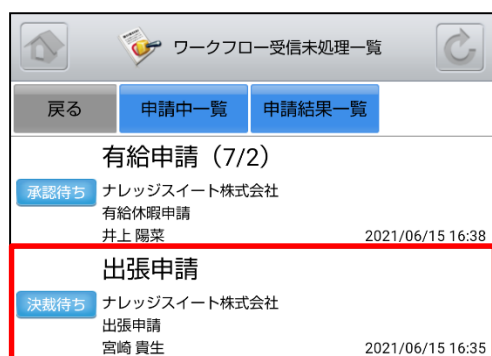 ワークフロー受信未処理一覧
戻る 申請中一覧 申請結果一覧
有給申請（7/2）
承認待ち ナレッジスイート株式会社
有給休暇申請
井上 陽菜 2021/06/15 16:38
出張申請
決裁待ち ナレッジスイート株式会社
出張申請
宮崎 貴生 2021/06/15 16:35